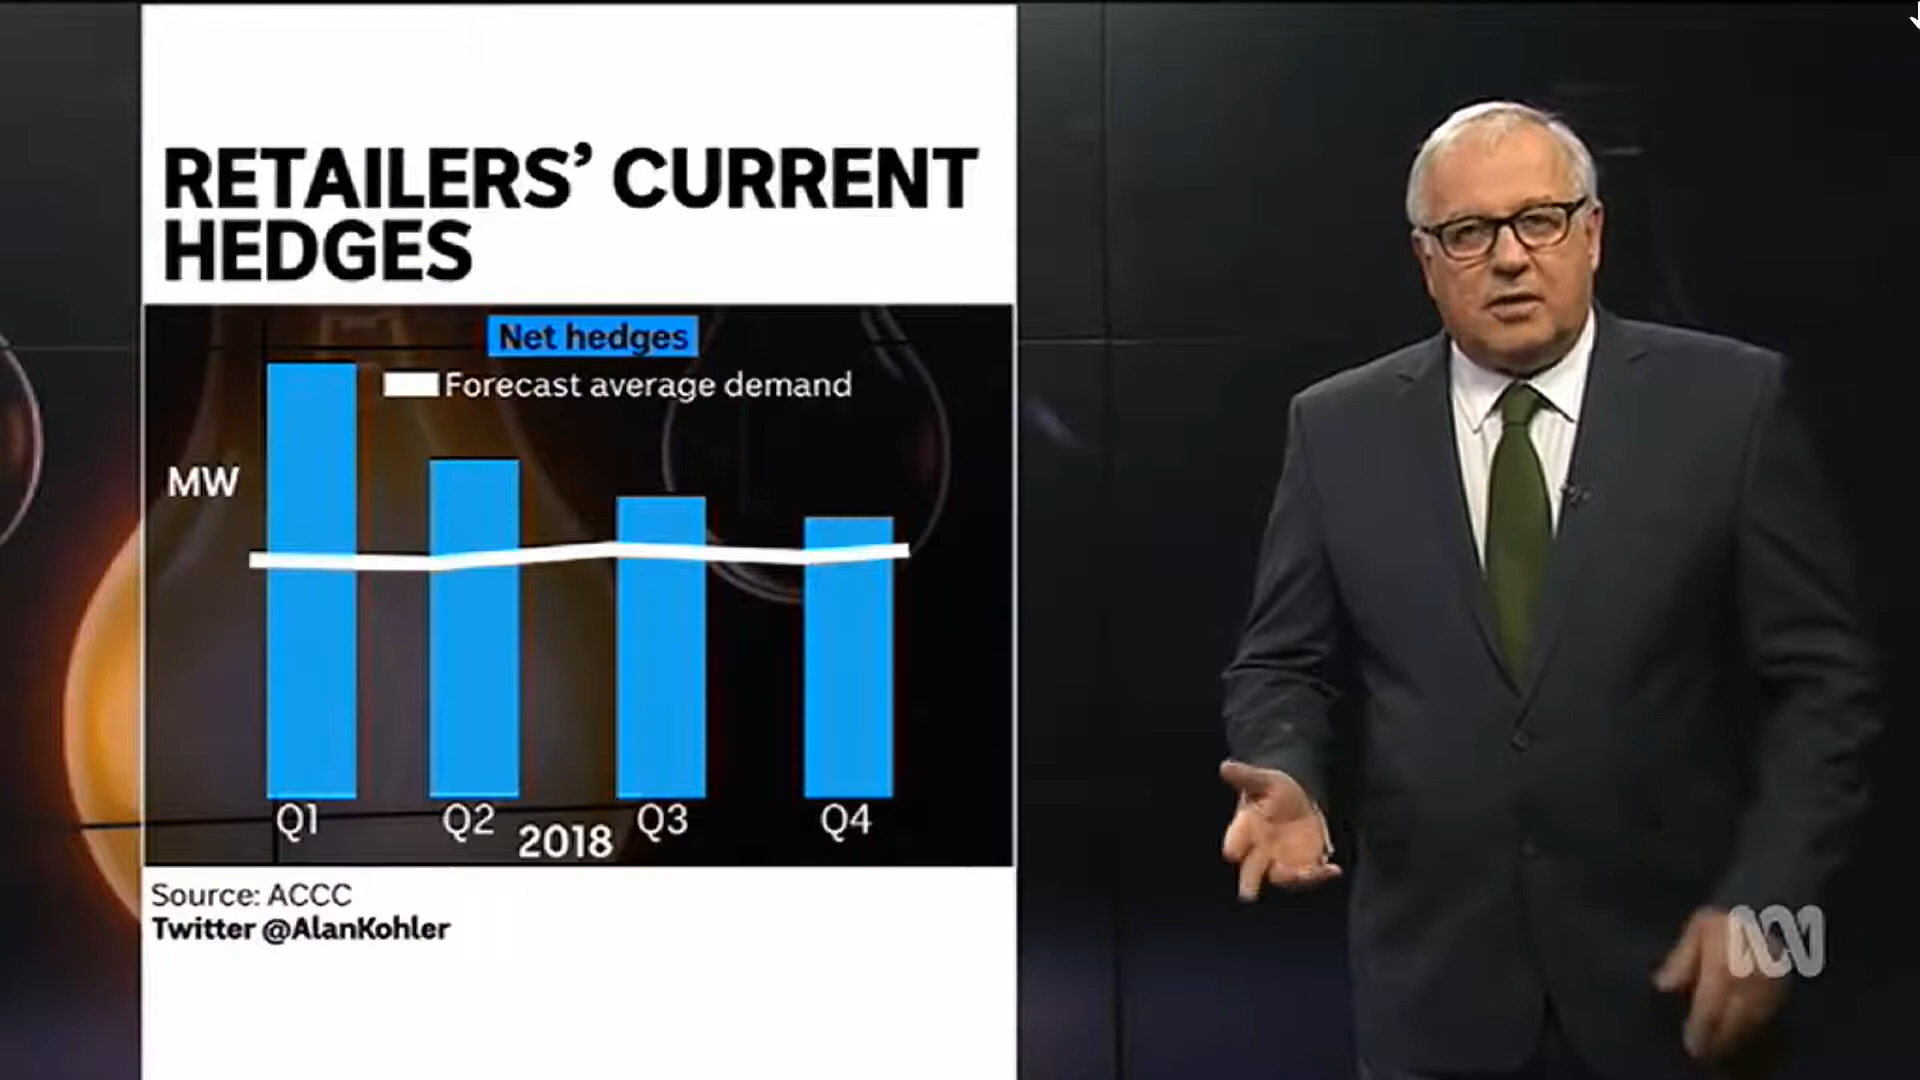 RETAILERS’ CURRENT
HEDGES
Net hedges
Forecast average demand
MW
Q1
Q2
Q3
Q4
2018
Source: ACCC
Twitter @AlanKohler